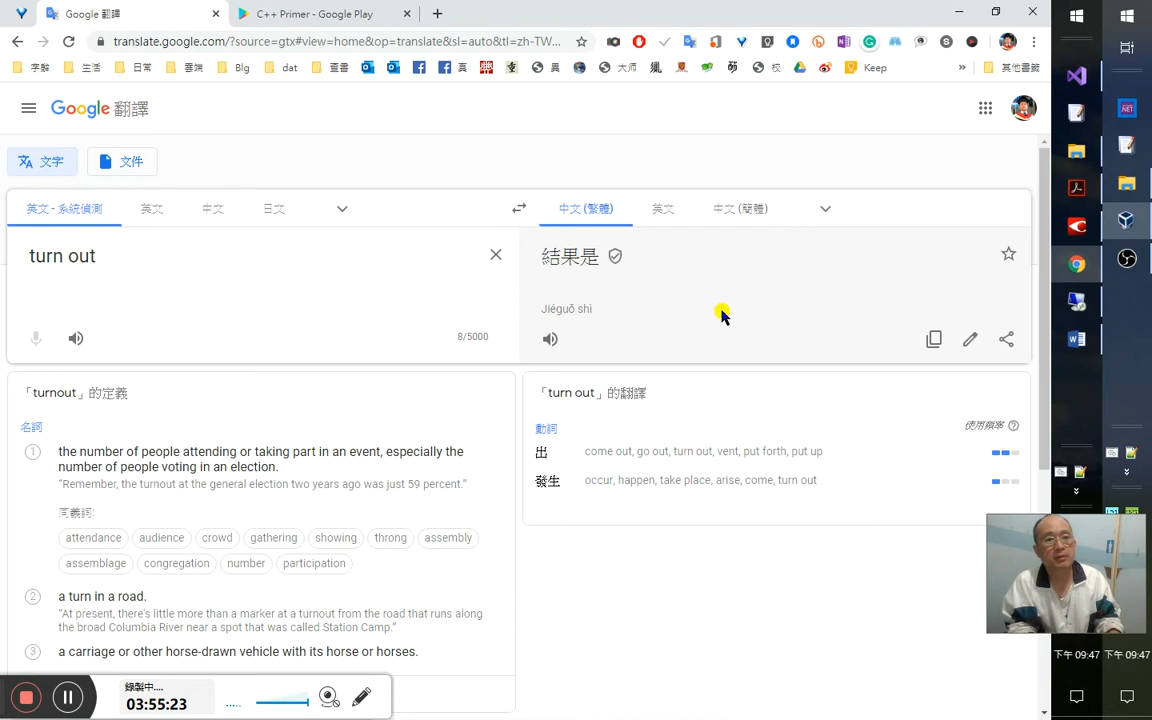 Google 翻譯
C++ Primer - Google Play
translate.google.com/?source=gtx#view=home&op=translate&sl=auto&tl=zh-TW...
字辭
生活
日常
雲端
Blg
dat
查書
真
大师
校
Keep
其他書籤
Google 翻譯
文字
文件
英文 - 系統偵測
英文
中文
日文
中文 (繁體)
英文
中文 (簡體)
turn out
結果是
Jiéguǒ shì
8/5000
「turnout」的定義
名詞
1
the number of people attending or taking part in an event, especially the
number of people voting in an election.
“Remember, the turnout at the general election two years ago was just 59 percent.”
同義詞:
attendance
audience
crowd
gathering
showing
throng
assembly
assemblage
congregation
number
participation
2
a turn in a road.
“At present, there's little more than a marker at a turnout from the road that runs along
the broad Columbia River near a spot that was called Station Camp.”
3
a carriage or other horse-drawn vehicle with its horse or horses.
「turn out」的翻譯
動詞
使用頻率
出
come out, go out, turn out, vent, put forth, put up
發生
occur, happen, take place, arise, come, turn out
錄製中....
03:55:23
下午 09:47
下午 09:47